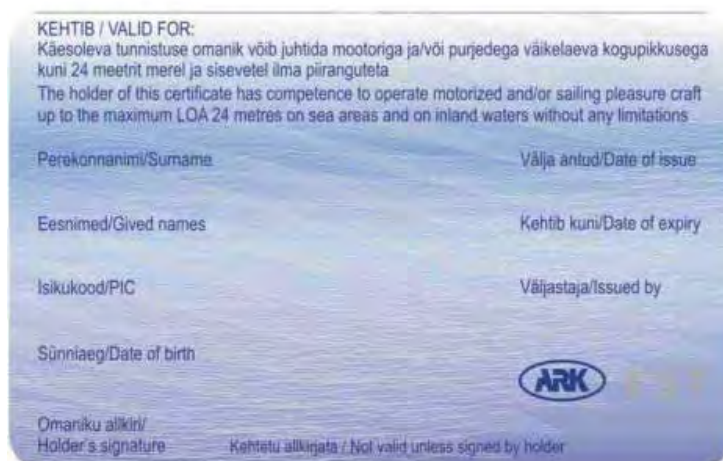 KEHTIB / VALID FOR:
Käesoleva tunnistuse omanik võib juhtida mootoriga ja/või purjedega väikelaeva kogupikkusega
kuni 24 meetrit merel ja sisevetel ilma piiranguteta
The holder of this certificate has competence to operate motorized and/or sailing pleasure craft
up to the maximum LOA 24 metres on sea areas and on inland waters without any limitations
Perekonnanimi/Surname
Välja antud/Date of issue
Eesnimed/Gived names
Kehtib kuni/Date of expiry
Isikukood/PIC
Väljastaja/Issued by
Sünniaeg/Date of birth
ARK
Omaniku allkiri/
Holder's signature
Kehtetu allkirjata / Not valid unless signed by holder